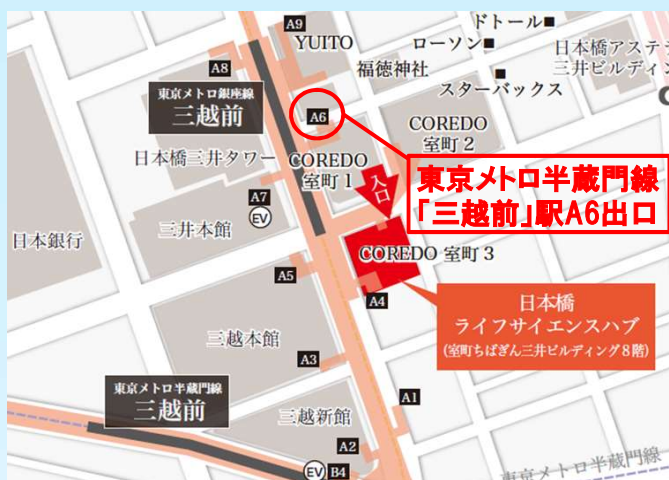 A9
YUITO
ドトール
ローソン
日本橋アステ
三井ビルディン
福徳神社
スターバックス
A8
東京メトロ銀座線
三越前
A6
COREDO
室町 2
日本橋三井タワー
COREDO
室町 1
入口
東京メトロ半蔵門線
「三越前」駅A6出口
A7
EV
三井本館
日本銀行
COREDO 室町 3
A5
A4
日本橋
ライフサイエンスハブ
(室町ちばぎん三井ビルディング8階)
三越本館
A3
東京メトロ半蔵門線
三越前
A1
三越新館
A2
EV B4
東京メトロ半蔵門線